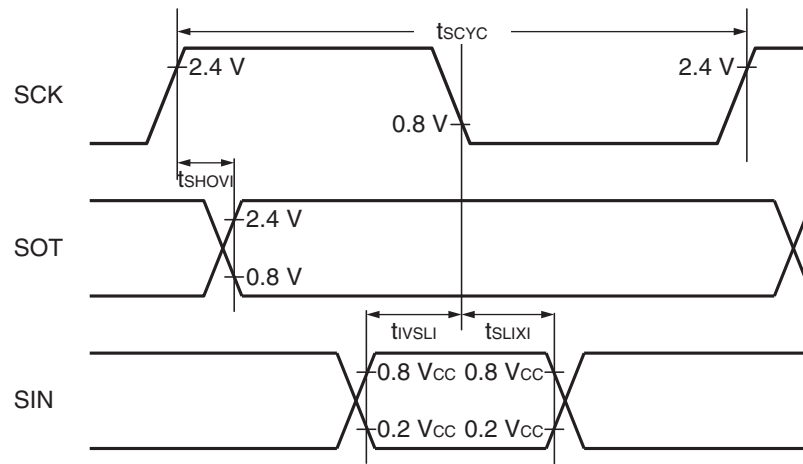 tSCYC
SCK
2.4 V
0.8 V
2.4 V
tSHOVI
SOT
2.4 V
0.8 V
tIVSLI
tSLIXI
SIN
0.8 VCC 0.8 VCC
0.2 VCC 0.2 VCC